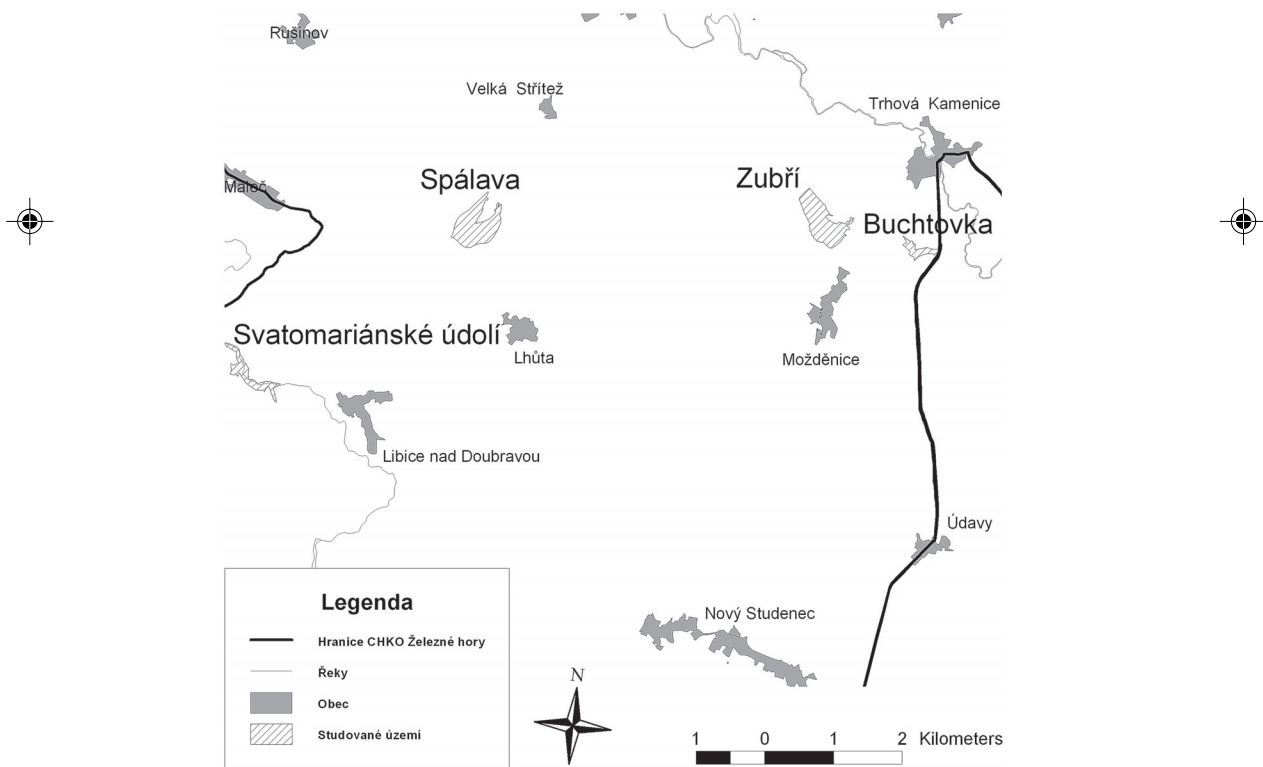 Rušinov
Velká Střítež
Trhová Kamenice
Maleč
Spálava
Zubří
Buchtovka
Svatomariánské údolí
Lhůta
Možděnice
Libice nad Doubravou
Údavy
Legenda
Nový Studenec
Hranice CHKO Železné hory
Řeky
Obec
Studované území
N
1 0 1 2 Kilometers